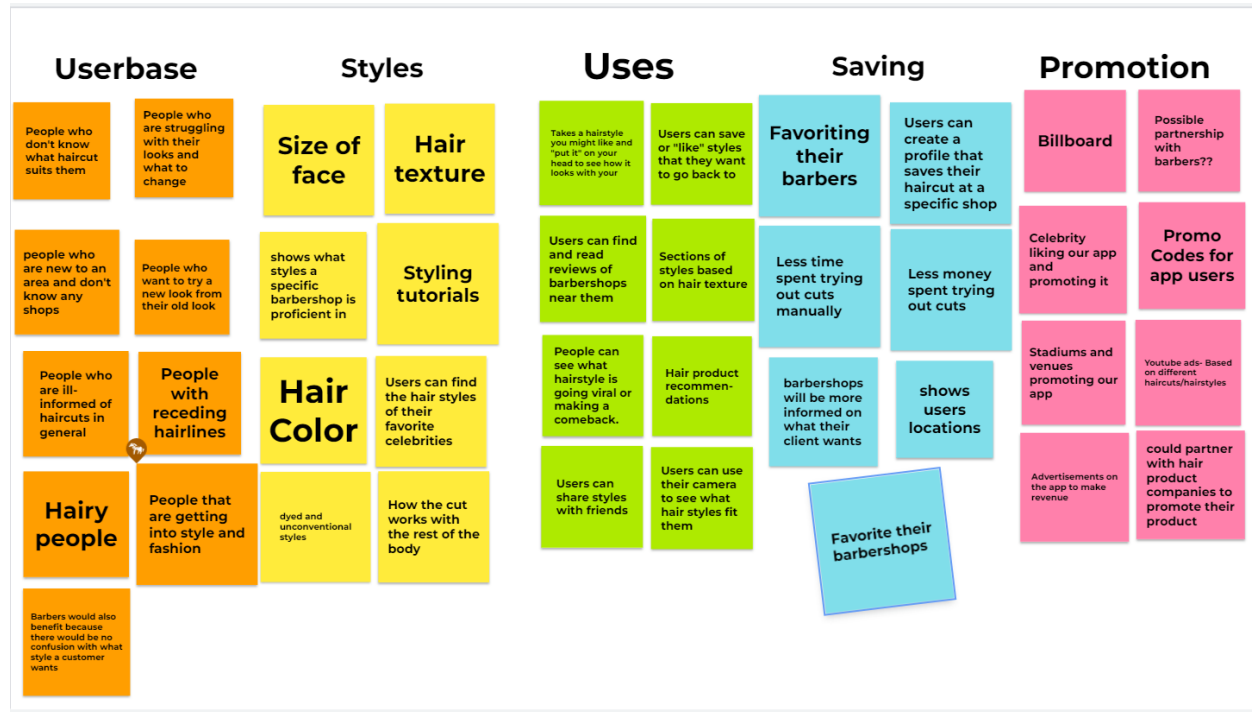 Userbase
People who
don't know
what haircut
suits them
People who
are struggling
with their
looks and
what to
change
people who
are new to an
area and don't
know any
shops
People who
want to try a
new look from
their old look
People who
are ill-
informed of
haircuts in
general
People
with
receding
hairlines
Hairy
people
People that
are getting
into style and
fashion
Barbers would also
benefit because
there would be no
confusion with what
style a customer
wants
Styles
Size of
face
Hair
texture
shows what
styles a
specific
barbershop is
proficient in
Styling
tutorials
Hair
Color
Users can find
the hair styles
of their
favorite
celebrities
dyed and
unconventional
styles
How the cut
works with
the rest of the
body
Uses
Takes a hairstyle
you might like and
"put it" on your
head to see how it
looks with your
Users can save
or "like" styles
that they want
to go back to
Users can find
and read
reviews of
barbershops
near them
Sections of
styles based
on hair texture
People can
see what
hairstyle is
going viral or
making a
comeback.
Hair product
recommen-
dations
Users can
share styles
with friends
Users can use
their camera
to see what
hair styles fit
them
Saving
Favoriting
their
barbers
Users can
create a
profile that
saves their
haircut at a
specific shop
Less time
spent trying
out cuts
manually
Less money
spent trying
out cuts
barbershops
will be more
informed on
what their
client wants
shows
users
locations
Favorite their
barbershops
Promotion
Billboard
Possible
partnership
with
barbers??
Celebrity
liking our app
and
promoting it
Promo
Codes for
app users
Stadiums and
venues
promoting our
app
Youtube ads- Based
on different
haircuts/hairstyles
Advertisements on
the app to make
revenue
could partner
with hair
product
companies to
promote their
product